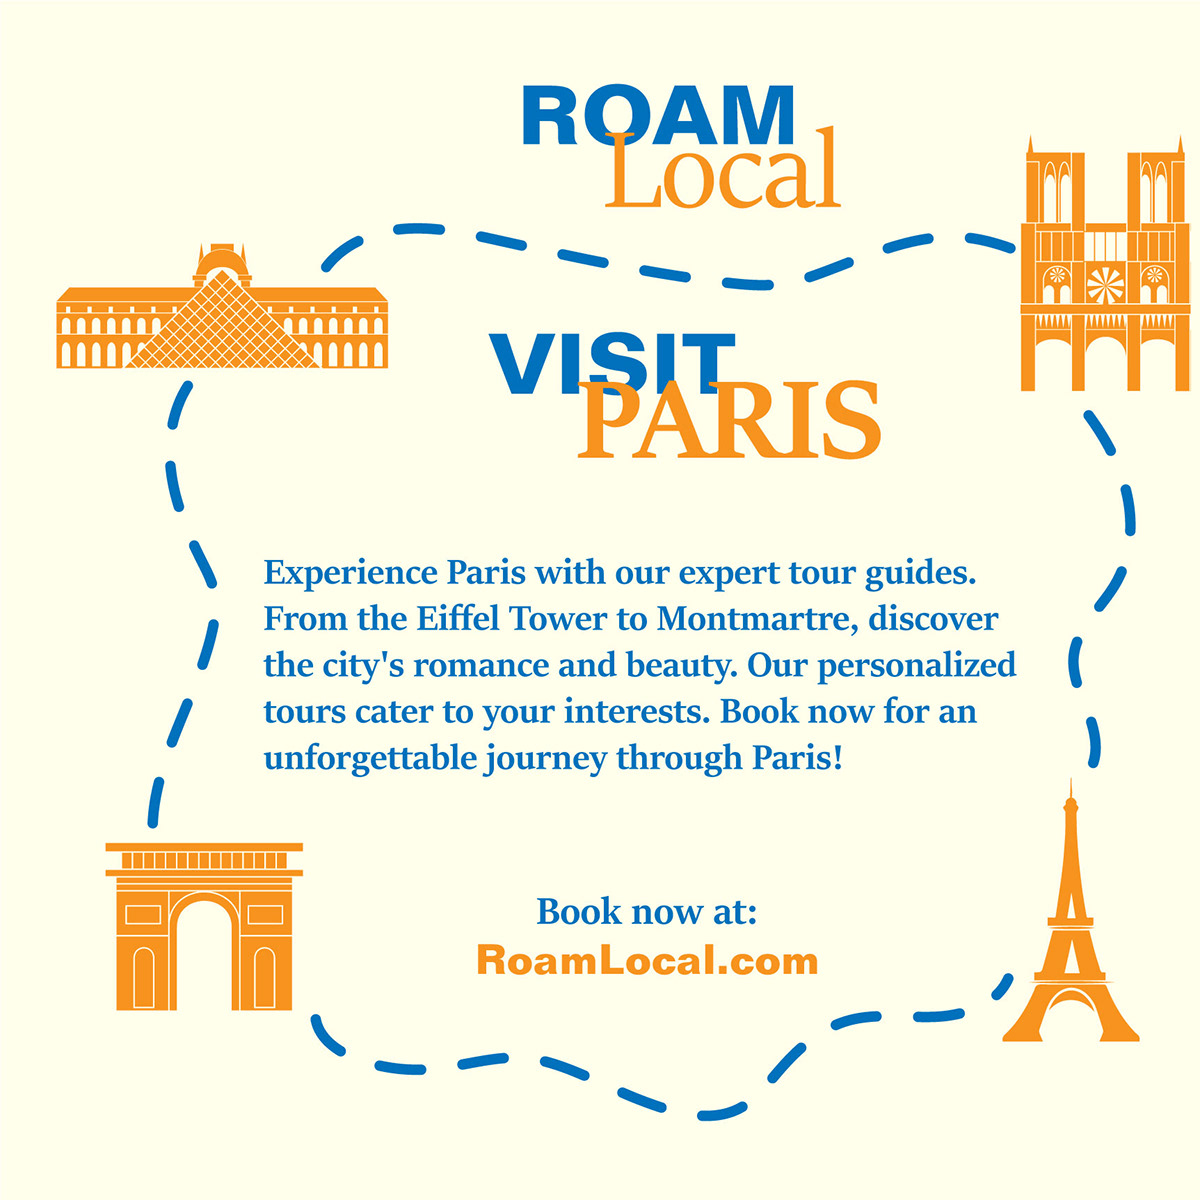 ROAM
Local
VISIT
PARIS
Experience Paris with our expert tour guides.
From the Eiffel Tower to Montmartre, discover
the city's romance and beauty. Our personalized
tours cater to your interests. Book now for an
unforgettable journey through Paris!
Book now at:
RoamLocal.com